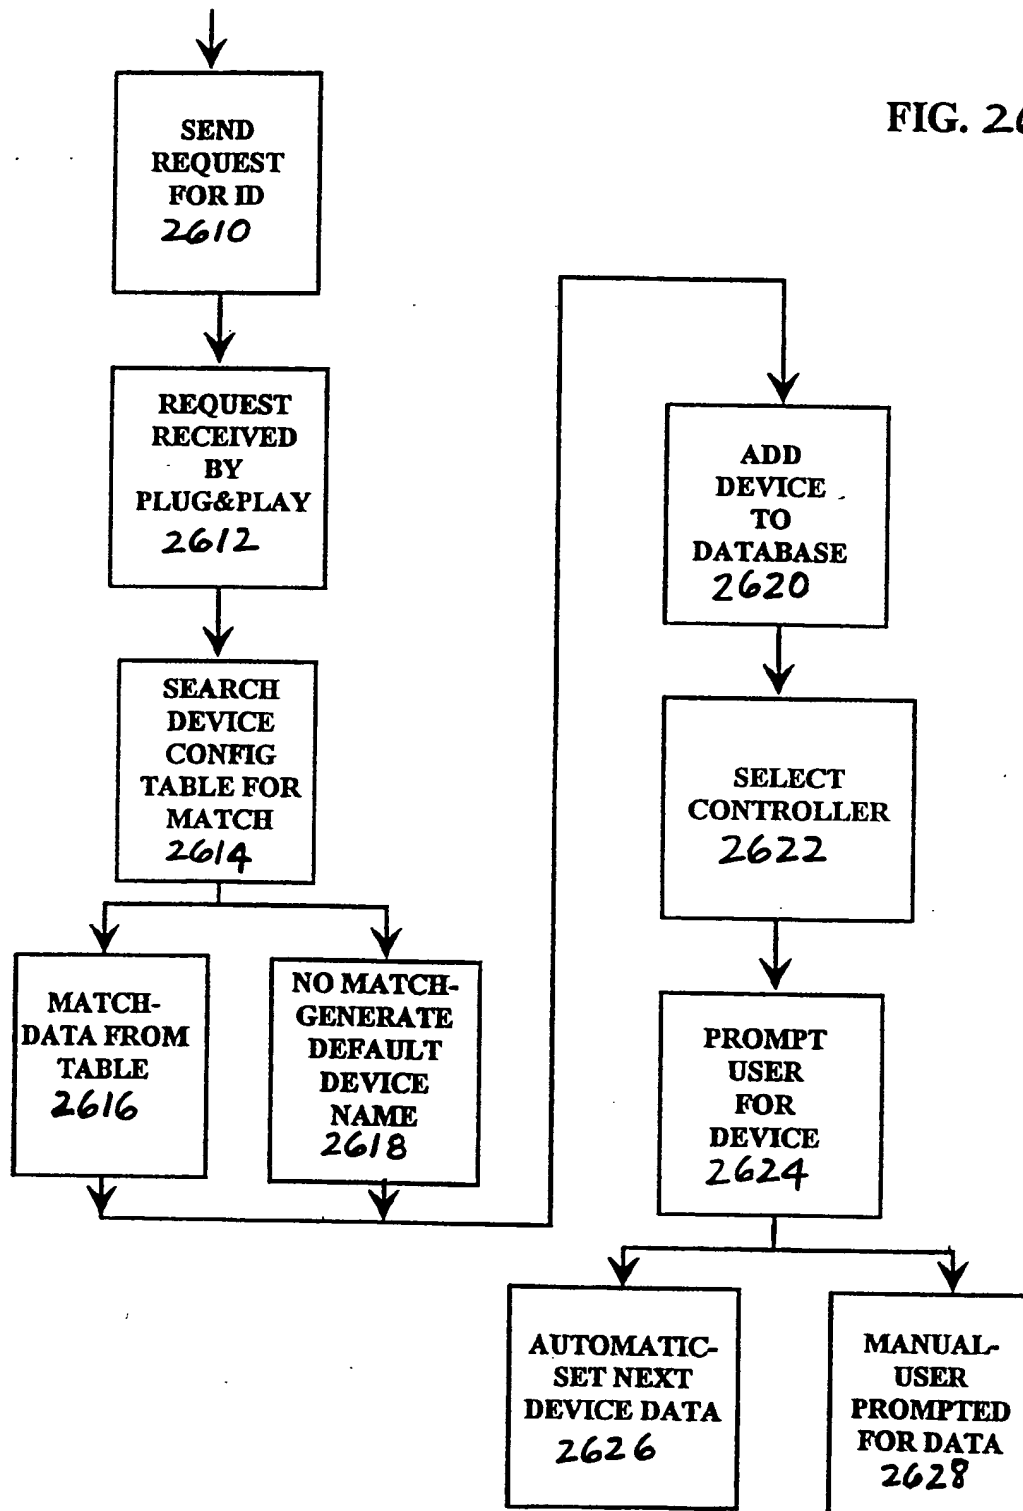 FIG. 26
SEND
REQUEST
FOR ID
2610
REQUEST
RECEIVED
BY
PLUG&PLAY
2612
SEARCH
DEVICE
CONFIG
TABLE FOR
MATCH
2614
MATCH-
DATA FROM
TABLE
2616
NO MATCH-
GENERATE
DEFAULT
DEVICE
NAME
2618
ADD
DEVICE
TO
DATABASE
2620
SELECT
CONTROLLER
2622
PROMPT
USER
FOR
DEVICE
2624
AUTOMATIC-
SET NEXT
DEVICE DATA
2626
MANUAL-
USER
PROMPTED
FOR DATA
2628